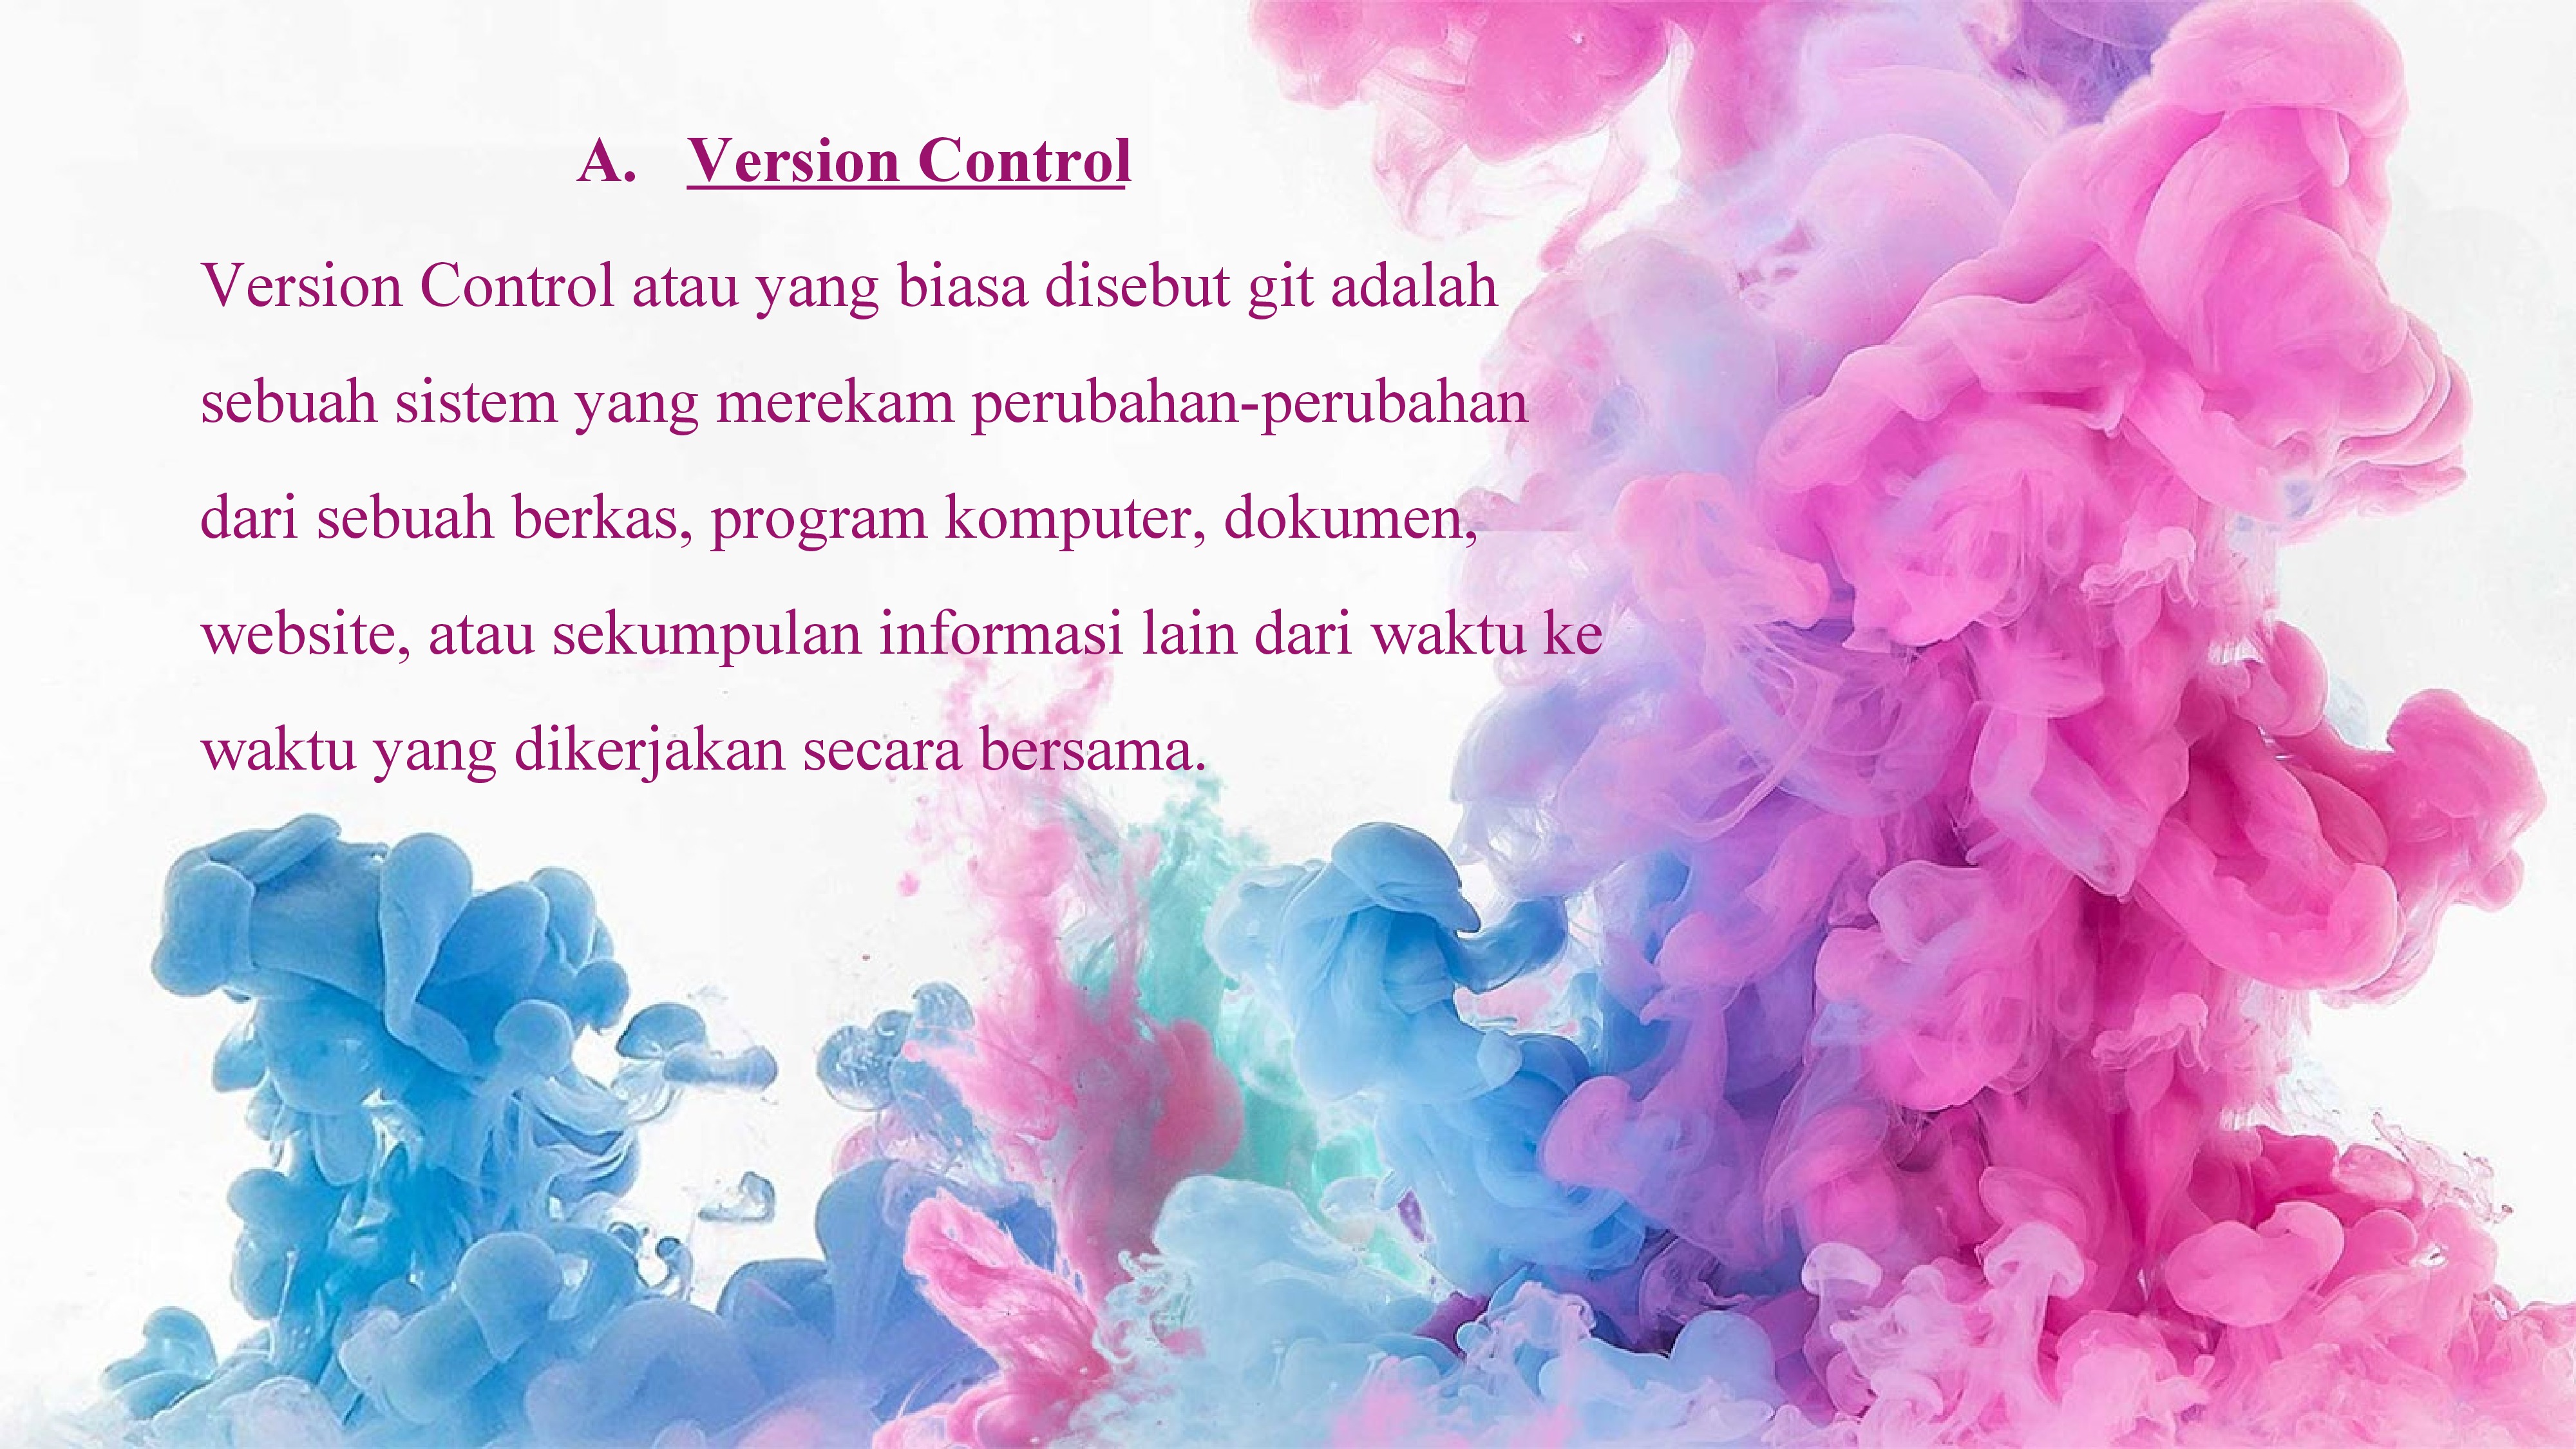 A. Version Control
Version Control atau yang biasa disebut git adalah
sebuah sistem yang merekam perubahan-perubahan
dari sebuah berkas, program komputer, dokumen,
website, atau sekumpulan informasi lain dari waktu ke
waktu yang dikerjakan secara bersama.